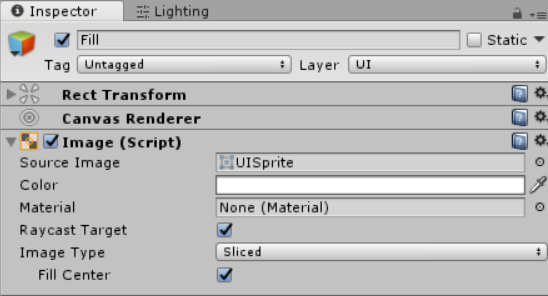 Inspector Lighting
Fill Static
Tag Untagged Layer UI
Rect Transform
Canvas Renderer
Image (Script)
Source Image UISprite
Color
Material None (Material)
Raycast Target
Image Type Sliced
Fill Center